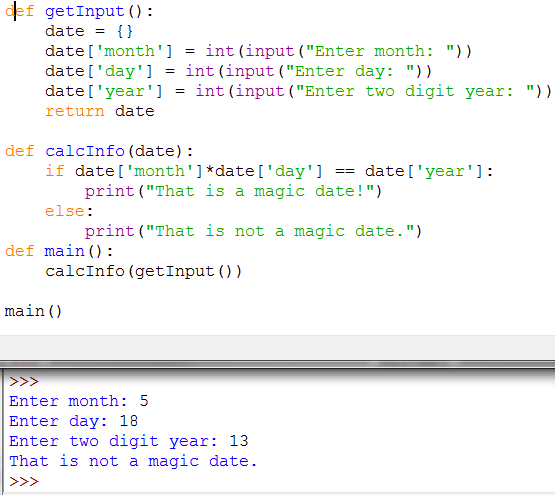 def getInput():
    date = {}
    date['month'] = int(input("Enter month: "))
    date['day'] = int(input("Enter day: "))
    date['year'] = int(input("Enter two digit year: "))
    return date

def calcInfo(date):
    if date['month']*date['day'] == date['year']:
        print("That is a magic date!")
    else:
        print("That is not a magic date.")
def main():
    calcInfo(getInput())

main()
>>>
Enter month: 5
Enter day: 18
Enter two digit year: 13
That is not a magic date.
>>>